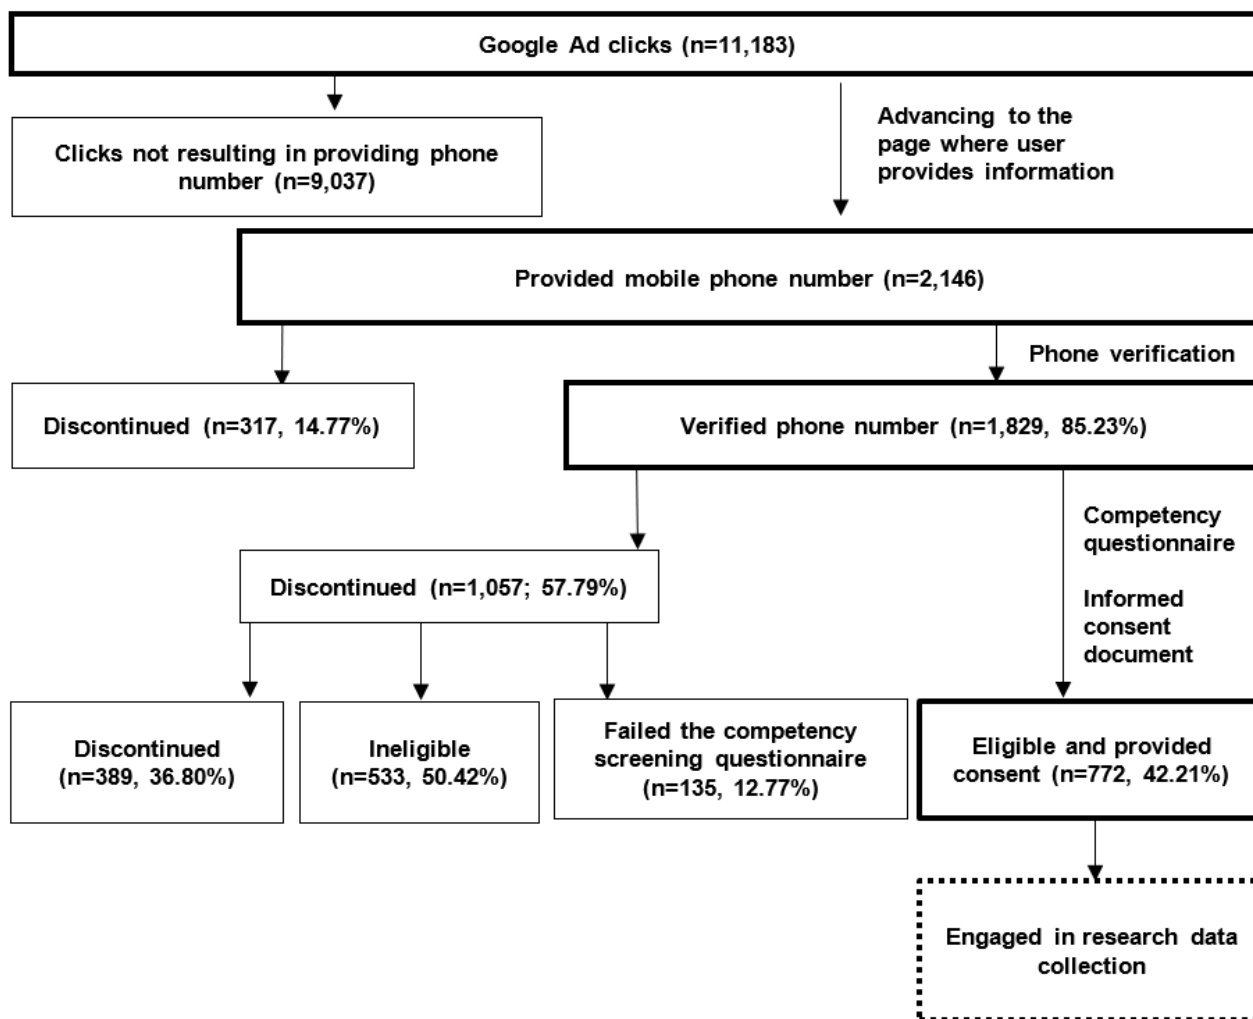 Google Ad clicks (n=11,183)
Advancing to the
page where user
provides information
Clicks not resulting in providing phone
number (n=9,037)
Provided mobile phone number (n=2,146)
Phone verification
Discontinued (n=317, 14.77%)
Verified phone number (n=1,829, 85.23%)
Competency
questionnaire
Informed
consent
document
Discontinued (n=1,057; 57.79%)
Discontinued
(n=389, 36.80%)
Ineligible
(n=533, 50.42%)
Failed the competency
screening questionnaire
(n=135, 12.77%)
Eligible and provided
consent (n=772, 42.21%)
Engaged in research data
collection